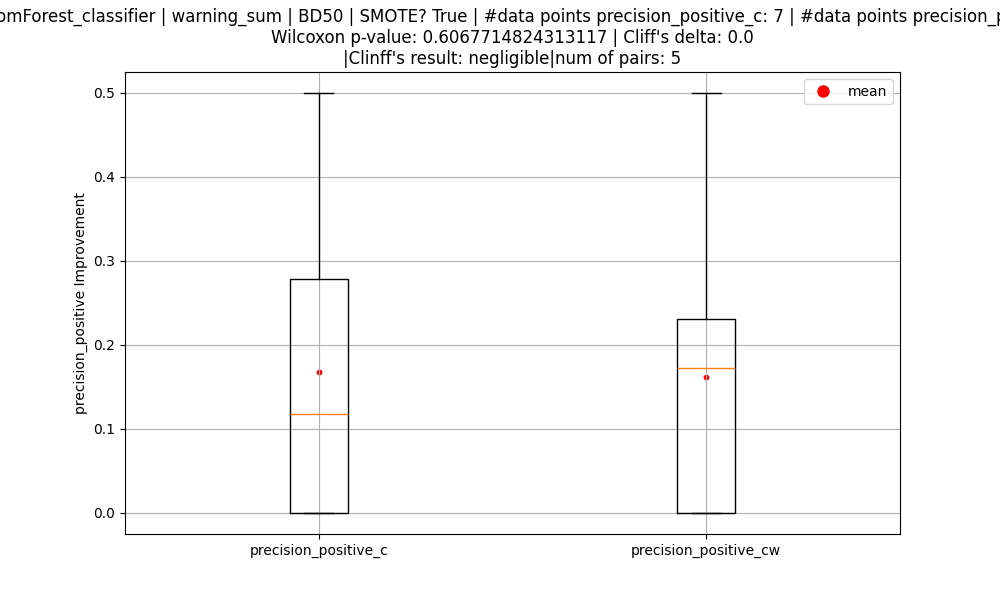 omForest_classifier | warning_sum | BD50 | SMOTE? True | #data points precision_positive_c: 7 | #data points precision_p
Wilcoxon p-value: 0.6067714824313117 | Cliff's delta: 0.0
|Clinff's result: negligible|num of pairs: 5
mean
0.5
0.4
0.3
0.2
0.1
0.0
precision_positive Improvement
precision_positive_c
precision_positive_cw